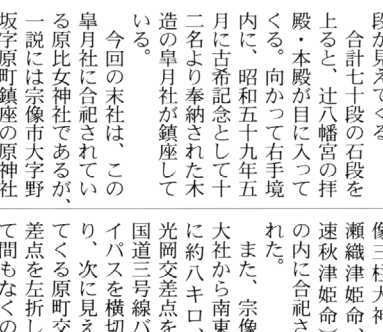 段が見えてくる
合計七十段の石段を
上ると、辻八幡宮の拝
殿・本殿が目に入って
くる。向かって右手境
内に、昭和五十九年五
月に古希記念として十
二名より奉納された木
造の皐月社が鎮座して
いる。
今回の末社は、この
皐月社に合祀されてい
る原比女神社であるが、
一説には宗像市大字野
坂字原町鎮座の原神社
像三柱大神
瀬織津姫命、
速秋津姫命）
の内に合祀さ
れた。
また、宗像
大社から南東
に約八キロ、
光岡交差点を
国道三号線バ
イパスを横切
り、次に見え
てくる原町交
差点を左折し
て間もなくの